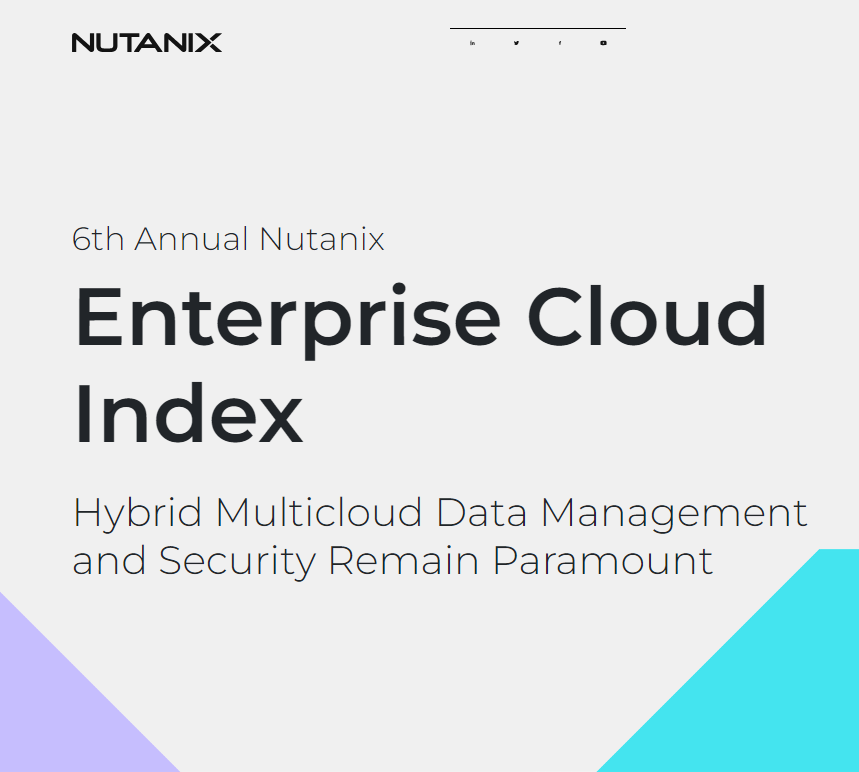 NUTANIX
6th Annual Nutanix
Enterprise Cloud
Index
Hybrid Multicloud Data Management
and Security Remain Paramount